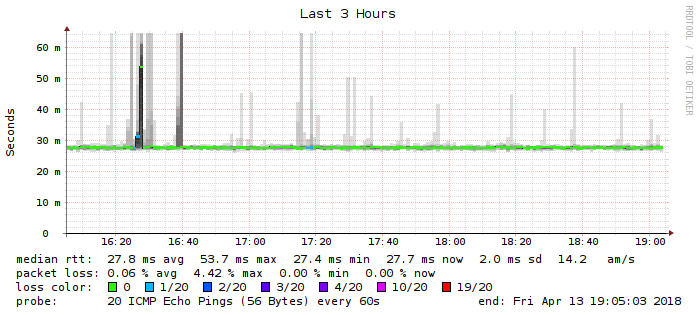 Last 3 Hours
RRDTOOL / TOBI OETIKER
Seconds
60 m
50 m
40 m
30 m
20 m
10 m
0
16:20 16:40 17:00 17:20 17:40 18:00 18:20 18:40 19:00
median rtt: 27.8 ms avg 53.7 ms max 27.4 ms min 27.7 ms now 2.0 ms sd 14.2 am/s
packet loss: 0.06 % avg 4.42 % max 0.00 % min 0.00 % now
loss color: 0 1/20 2/20 3/20 4/20 10/20 19/20
probe: 20 ICMP Echo Pings (56 Bytes) every 60s end: Fri Apr 13 19:05:03 2018